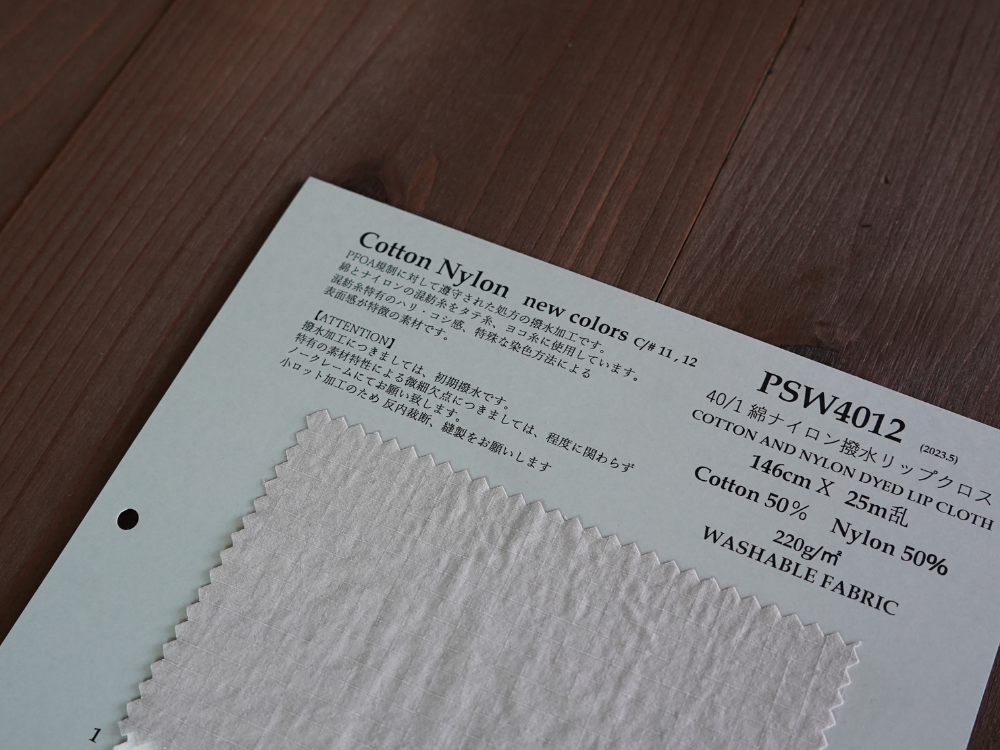 Cotton Nylon new colors C/# 11 , 12
PFOA規制に対して遵守された処方の撥水加工です。
綿とナイロンの混紡糸をタテ糸、ヨコ糸に使用しています。
混紡糸特有のハリ・コシ感、特殊な染色方法による
表面感が特徴の素材です。
【ATTENTION】
撥水加工につきましては、初期撥水です。
特有の素材特性による微細欠点につきましては、程度に関わらず
ノークレームにてお願い致します。
小ロット加工のため 反内裁断、縫製をお願いします
PSW4012 (2023.5)
40/1 綿ナイロン撥水リップクロス
COTTON AND NYLON DYED LIP CLOTH
146cm X 25m乱
Cotton 50% Nylon 50%
220g/㎡
WASHABLE FABRIC
1